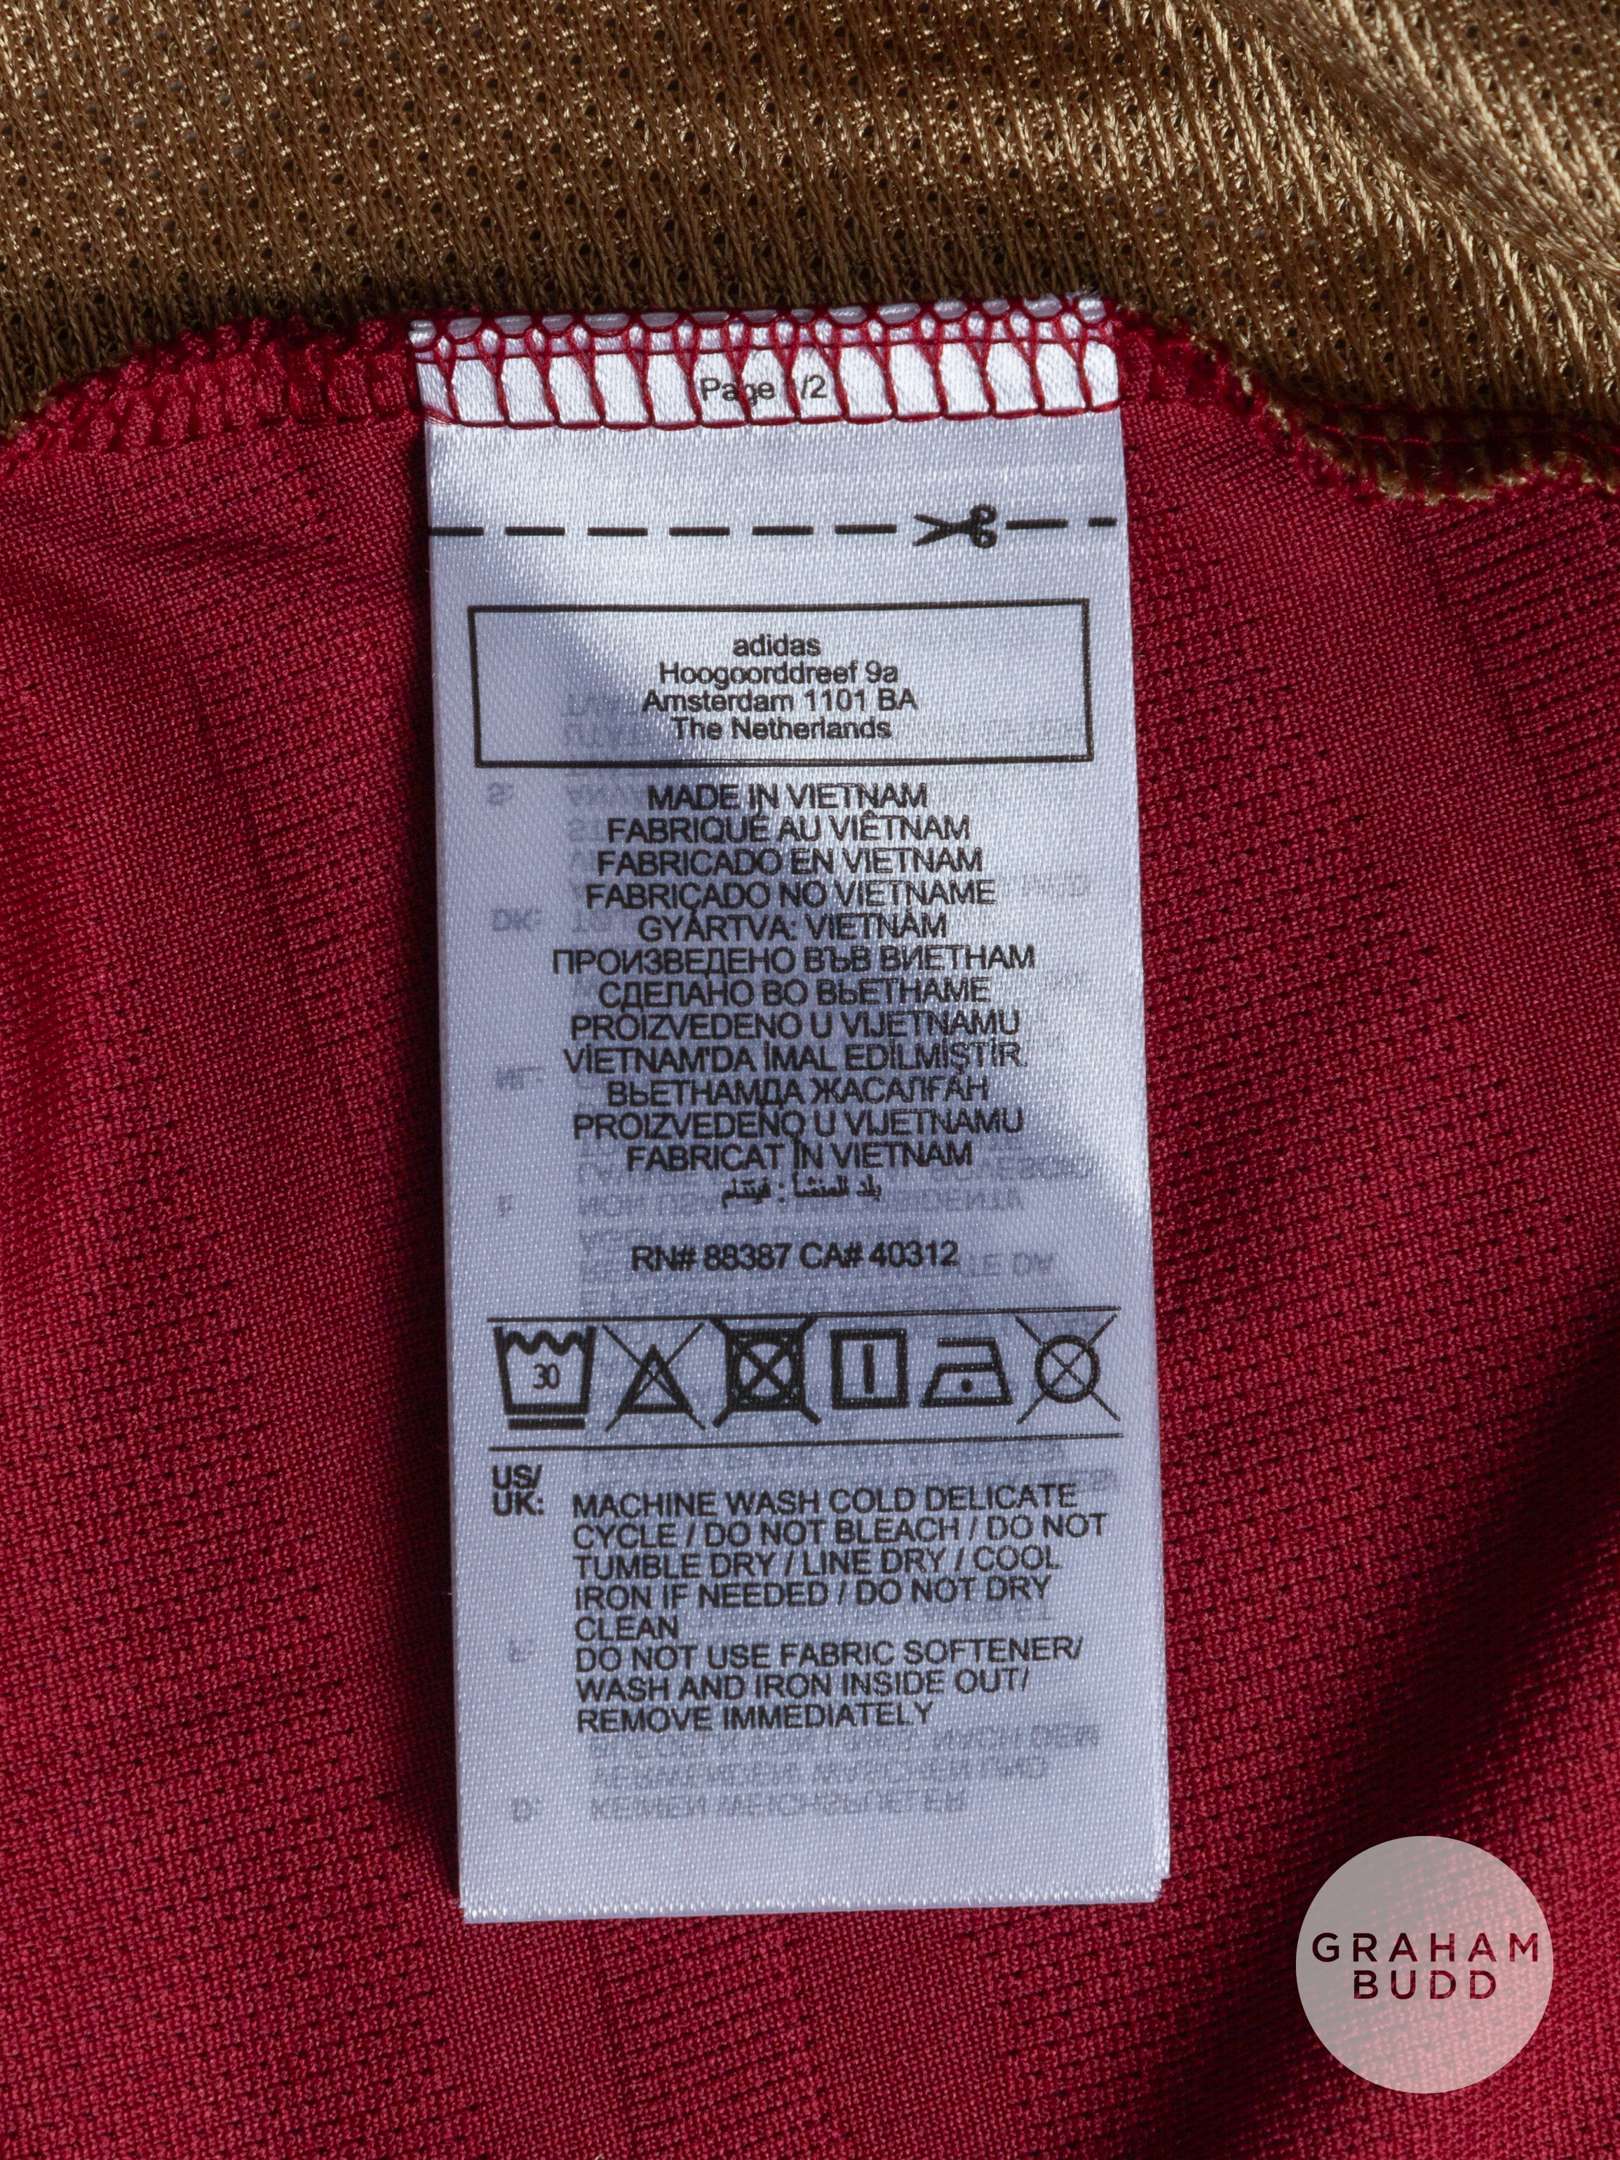 Page 1/2
adidas
Hoogoorddreef 9a
Amsterdam 1101 BA
The Netherlands
MADE IN VIETNAM
FABRIQUÉ AU VIÊTNAM
FABRICADO EN VIETNAM
FABRICADO NO VIETNAME
GYÁRTVA: VIETNÁM
ПРОИЗВЕДЕНО ВЪВ ВИЕТНАМ
СДЕЛАНО ВО ВЬЕТНАМЕ
PROIZVEDENO U VIJETNAMU
VİETNAM'DA İMAL EDİLMİŞTİR.
ВЬЕТНАМДА ЖАСАЛҒАН
PROIZVEDENO U VIJETNAMU
FABRICAT ÎN VIETNAM
بلد المنشأ : فيتنام
RN# 88387 CA# 40312
30
US/
UK: MACHINE WASH COLD DELICATE
CYCLE / DO NOT BLEACH / DO NOT
TUMBLE DRY / LINE DRY / COOL
IRON IF NEEDED / DO NOT DRY
CLEAN
DO NOT USE FABRIC SOFTENER/
WASH AND IRON INSIDE OUT/
REMOVE IMMEDIATELY
GRAHAM
BUDD